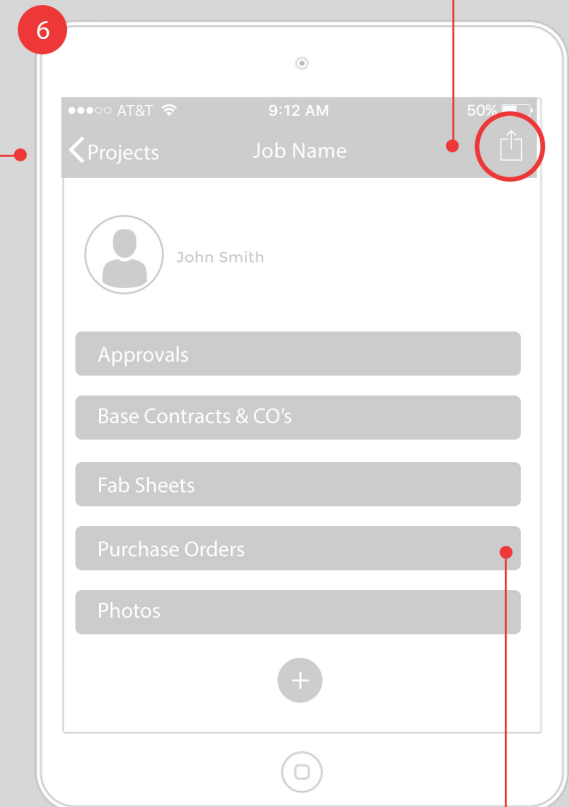 6
AT&T 9:12 AM 50%
Projects Job Name
John Smith
Approvals
Base Contracts & CO's
Fab Sheets
Purchase Orders
Photos
+